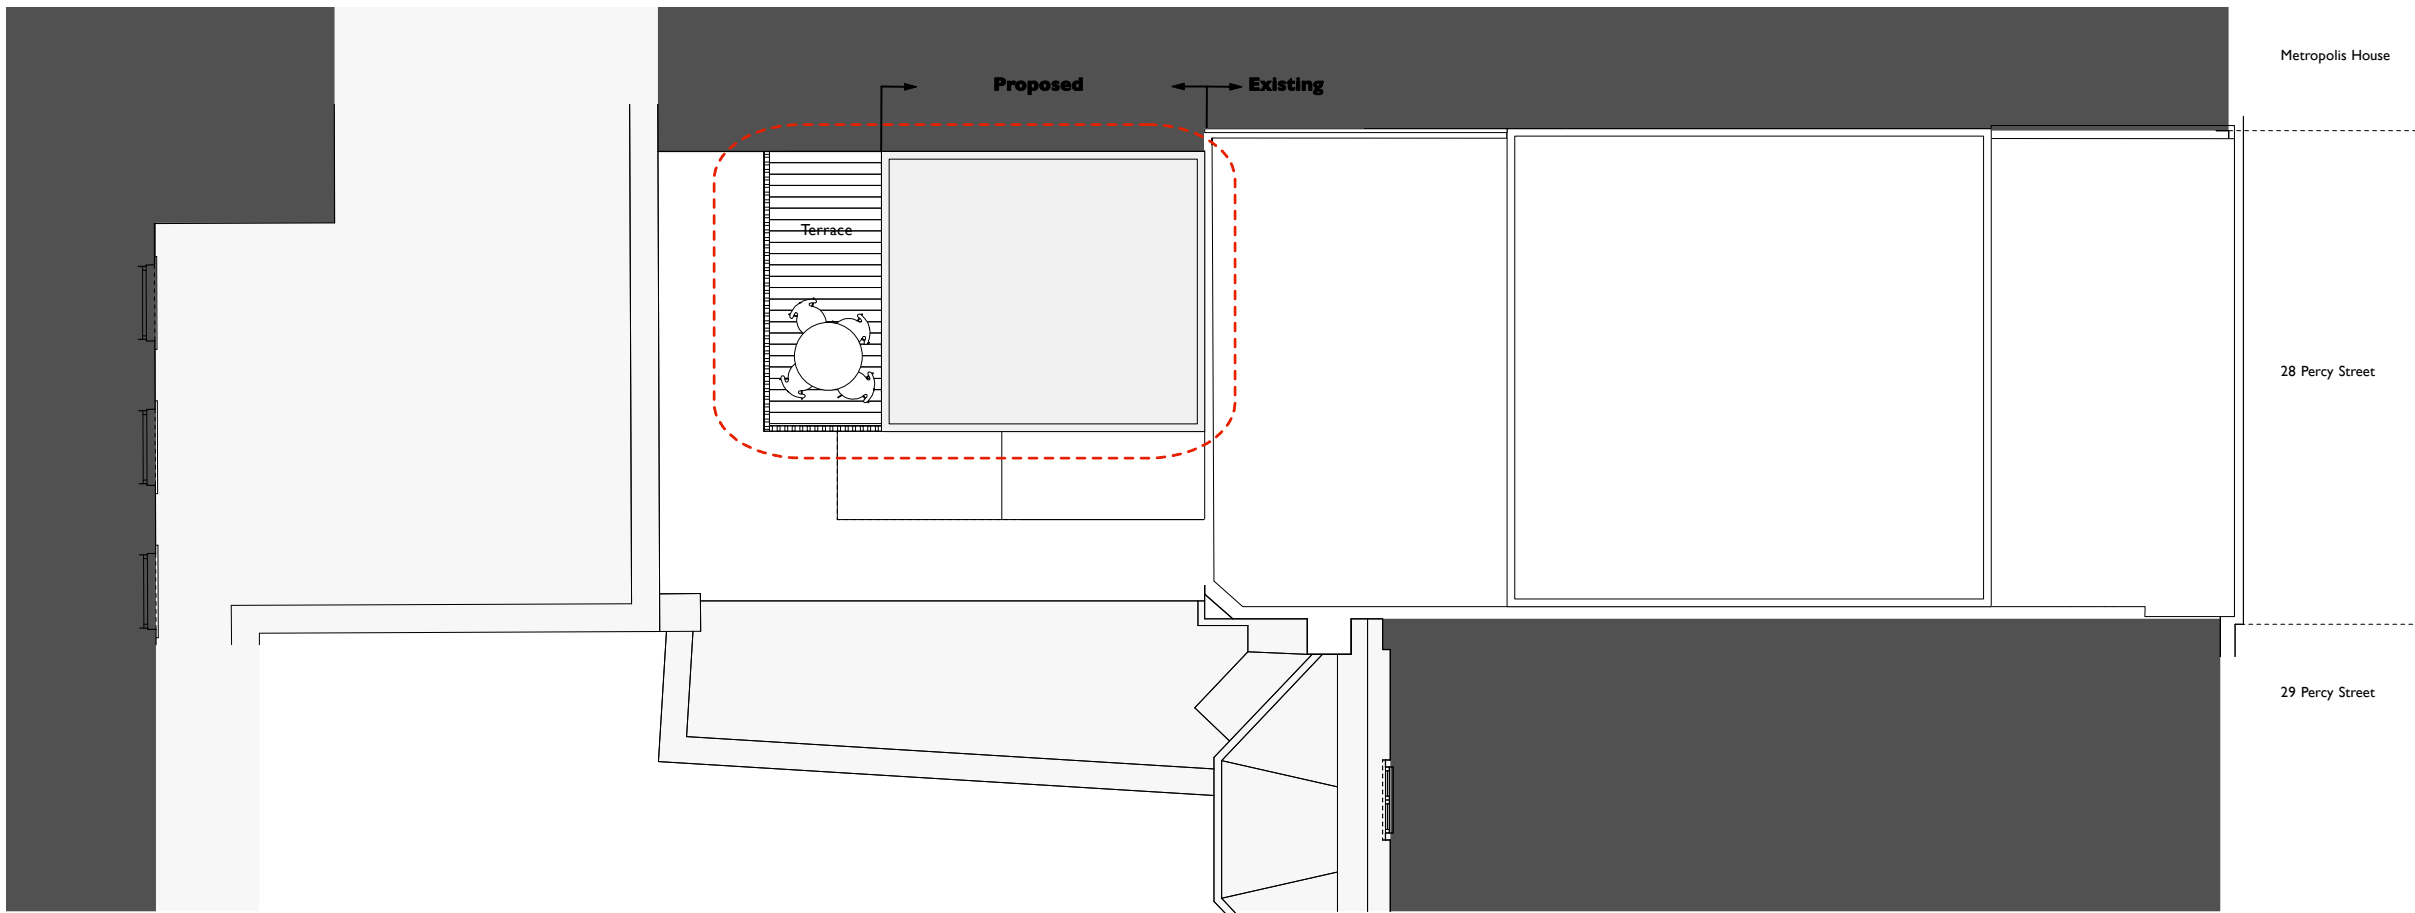 Metropolis House
Proposed
Existing
Terrace
28 Percy Street
29 Percy Street